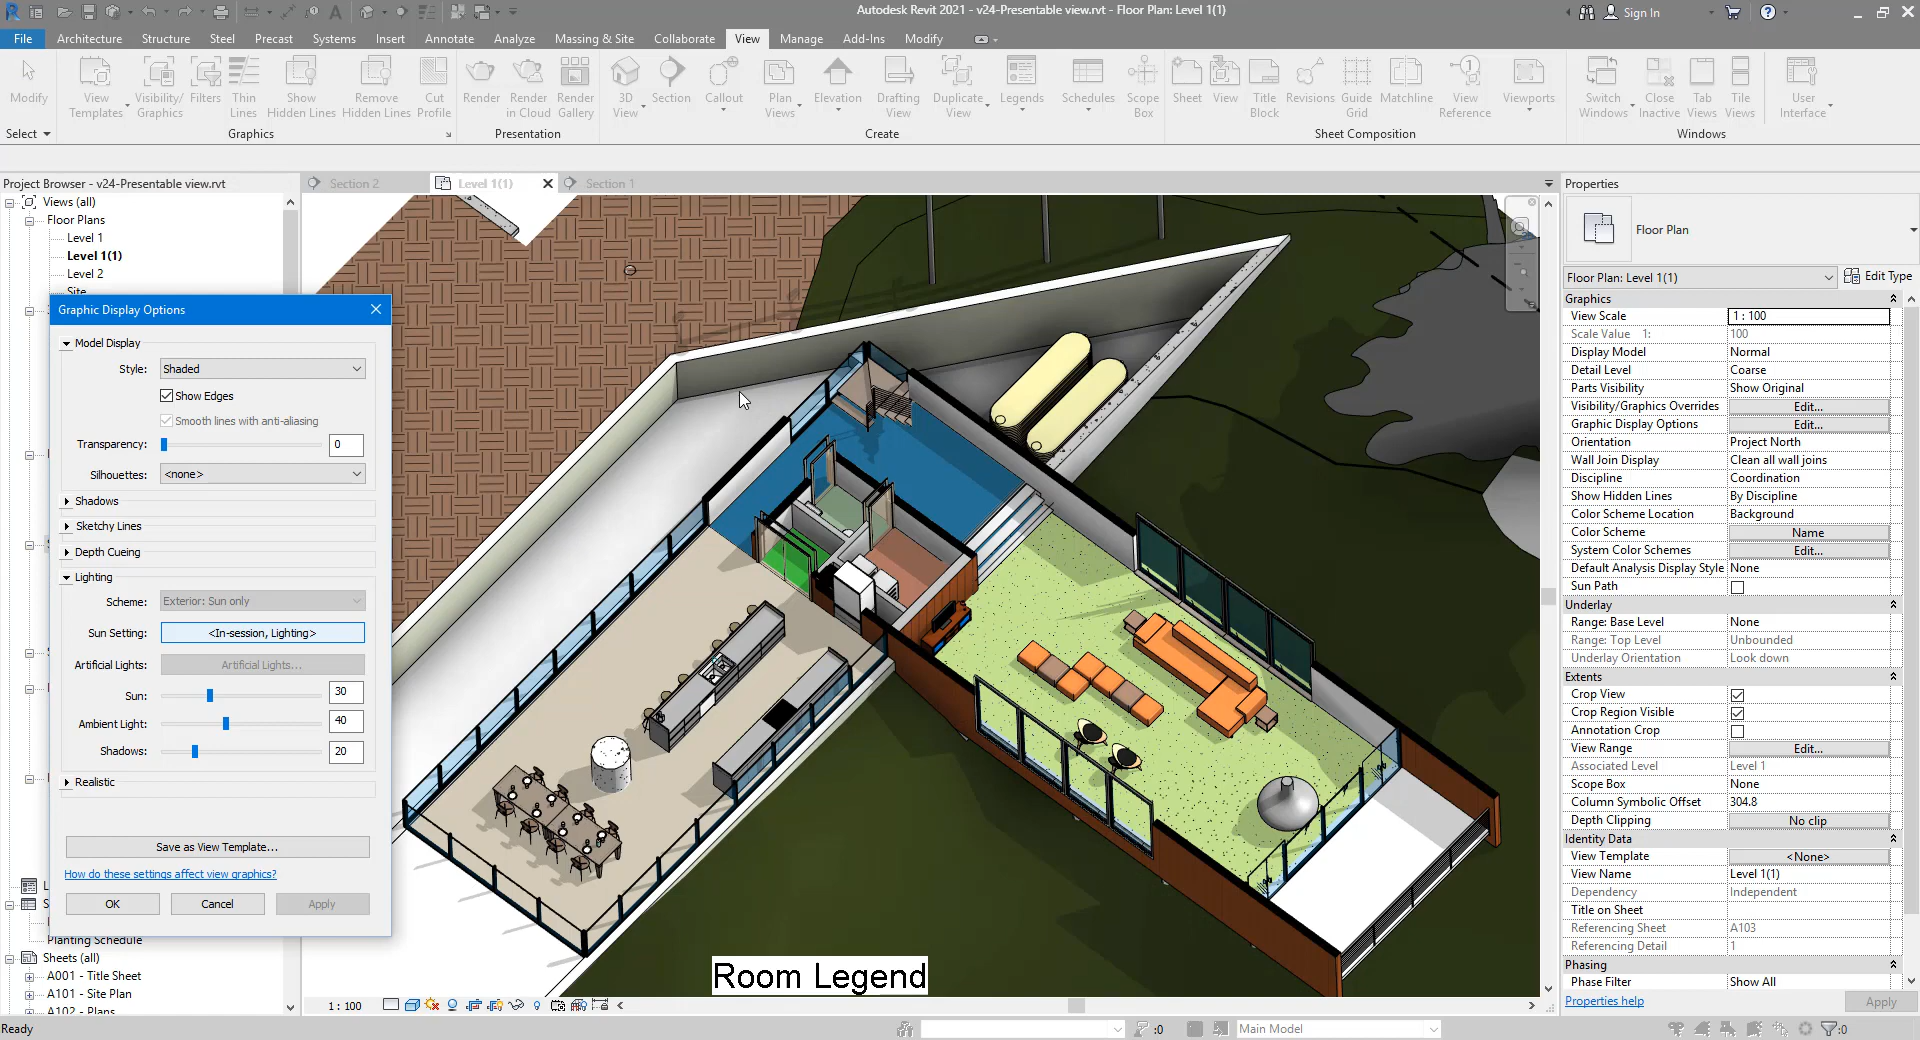 Autodesk Revit 2021 - v24-Presentable view.rvt - Floor Plan: Level 1(1)
Sign In
File Architecture Structure Steel Precast Systems Insert Annotate Analyze Massing & Site Collaborate View Manage Add-Ins Modify
Modify
View Templates
Visibility/ Graphics
Filters
Thin Lines
Show Hidden Lines
Remove Hidden Lines
Cut Profile
Render
Render in Cloud
Render Gallery
3D View
Section
Callout
Plan Views
Elevation
Drafting View
Duplicate View
Legends
Schedules
Scope Box
Sheet
View
Title Block
Revisions
Guide Grid
Matchline
View Reference
Viewports
Switch Windows
Close Inactive
Tab Views
Tile Views
User Interface
Select Graphics Presentation Create Sheet Composition Windows
Project Browser - v24-Presentable view.rvt
Views (all)
Floor Plans
Level 1
Level 1(1)
Level 2
Site
Planting Schedule
Sheets (all)
A001 - Title Sheet
A101 - Site Plan
A102 - Plans
Section 2
Level 1(1)
Section 1
Graphic Display Options
Model Display
Style: Shaded
Show Edges
Smooth lines with anti-aliasing
Transparency: 0
Silhouettes: <none>
Shadows
Sketchy Lines
Depth Cueing
Lighting
Scheme: Exterior: Sun only
Sun Setting: <In-session, Lighting>
Artificial Lights: Artificial Lights...
Sun: 30
Ambient Light: 40
Shadows: 20
Realistic
Save as View Template...
How do these settings affect view graphics?
OK Cancel Apply
Room Legend
1 : 100
Properties
Floor Plan
Floor Plan: Level 1(1) Edit Type
Graphics
View Scale 1 : 100
Scale Value 1: 100
Display Model Normal
Detail Level Coarse
Parts Visibility Show Original
Visibility/Graphics Overrides Edit...
Graphic Display Options Edit...
Orientation Project North
Wall Join Display Clean all wall joins
Discipline Coordination
Show Hidden Lines By Discipline
Color Scheme Location Background
Color Scheme Name
System Color Schemes Edit...
Default Analysis Display Style None
Sun Path
Underlay
Range: Base Level None
Range: Top Level Unbounded
Underlay Orientation Look down
Extents
Crop View
Crop Region Visible
Annotation Crop
View Range Edit...
Associated Level Level 1
Scope Box None
Column Symbolic Offset 304.8
Depth Clipping No clip
Identity Data
View Template <None>
View Name Level 1(1)
Dependency Independent
Title on Sheet
Referencing Sheet A103
Referencing Detail 1
Phasing
Phase Filter Show All
Properties help Apply
Ready
:0
Main Model
:0